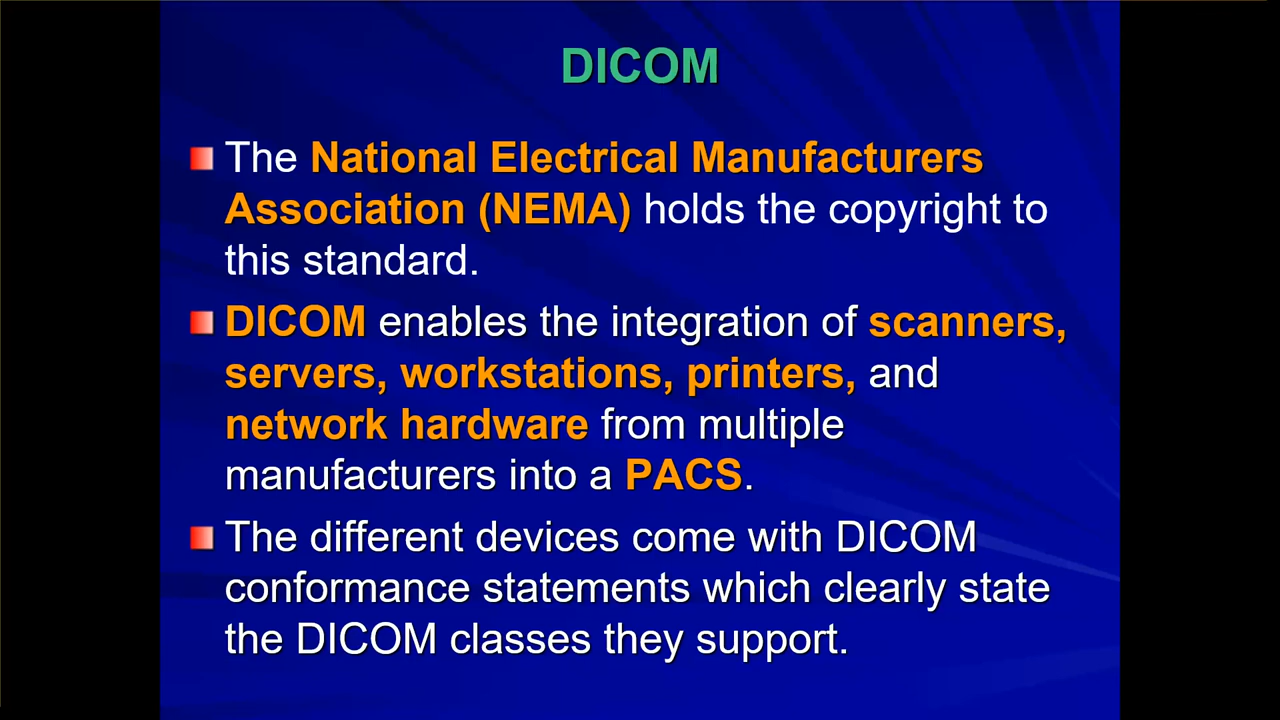 DICOM
The National Electrical Manufacturers
Association (NEMA) holds the copyright to
this standard.
DICOM enables the integration of scanners,
servers, workstations, printers, and
network hardware from multiple
manufacturers into a PACS.
The different devices come with DICOM
conformance statements which clearly state
the DICOM classes they support.